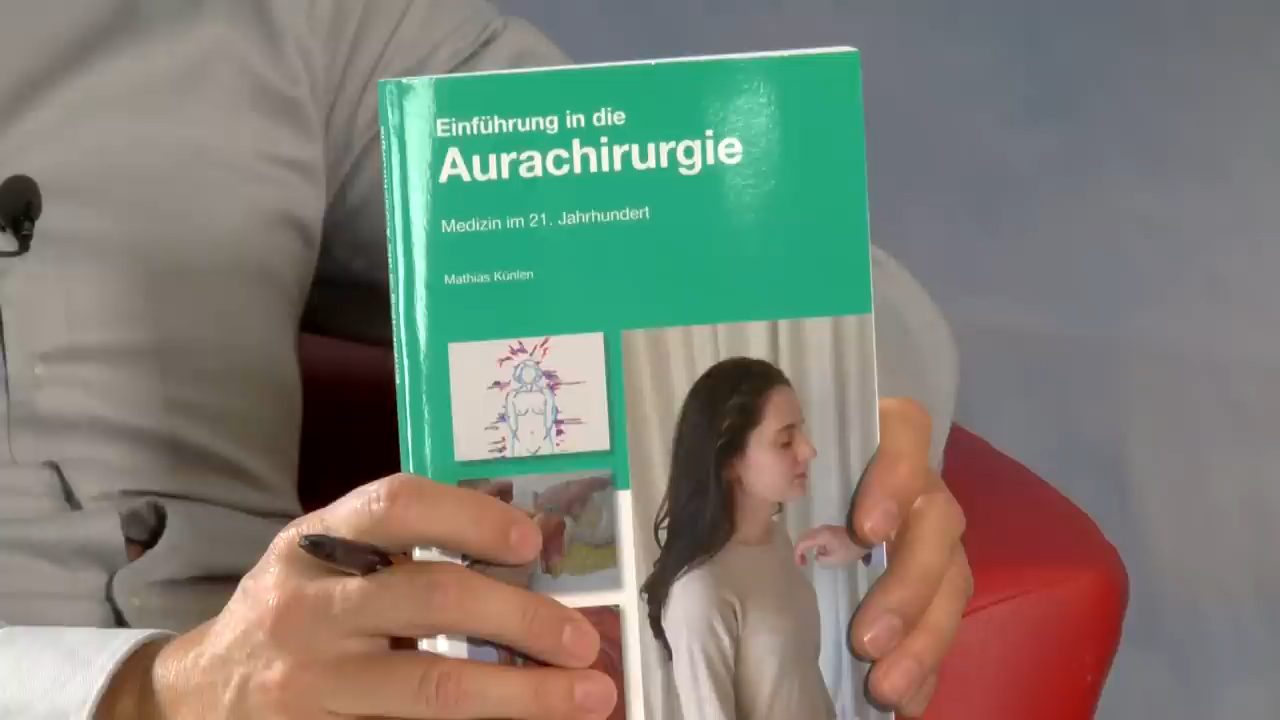 Einführung in die
Aurachirurgie
Medizin im 21. Jahrhundert
Mathias Künlen